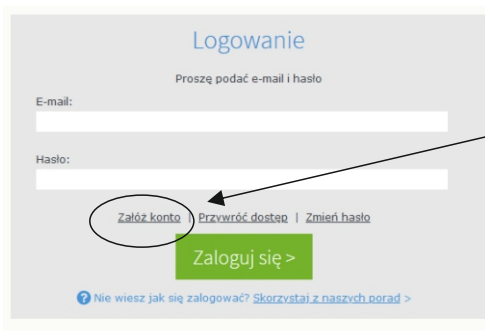 Logowanie
Proszę podać e-mail i hasło
E-mail:
Hasło:
Załóż konto | Przywróć dostęp | Zmień hasło
Zaloguj się >
? Nie wiesz jak się zalogować? Skorzystaj z naszych porad >